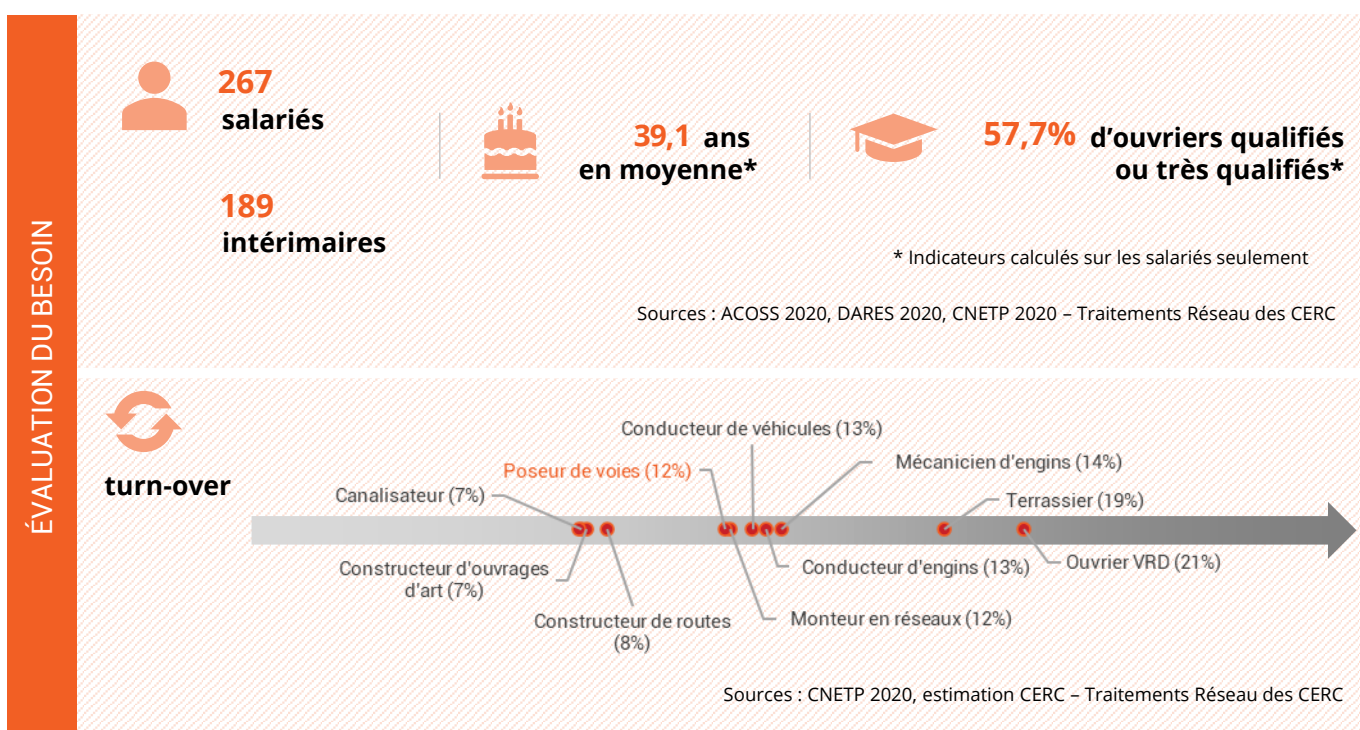 ÉVALUATION DU BESOIN
267
salariés
189
intérimaires
39,1 ans
en moyenne*
57,7% d'ouvriers qualifiés
ou très qualifiés*
* Indicateurs calculés sur les salariés seulement
Sources : ACOSS 2020, DARES 2020, CNETP 2020 – Traitements Réseau des CERC
turn-over
Conducteur de véhicules (13%)
Poseur de voies (12%)
Mécanicien d'engins (14%)
Canalisateur (7%)
Terrassier (19%)
Constructeur d'ouvrages
d'art (7%)
Conducteur d'engins (13%)
Ouvrier VRD (21%)
Constructeur de routes
(8%)
Monteur en réseaux (12%)
Sources : CNETP 2020, estimation CERC – Traitements Réseau des CERC